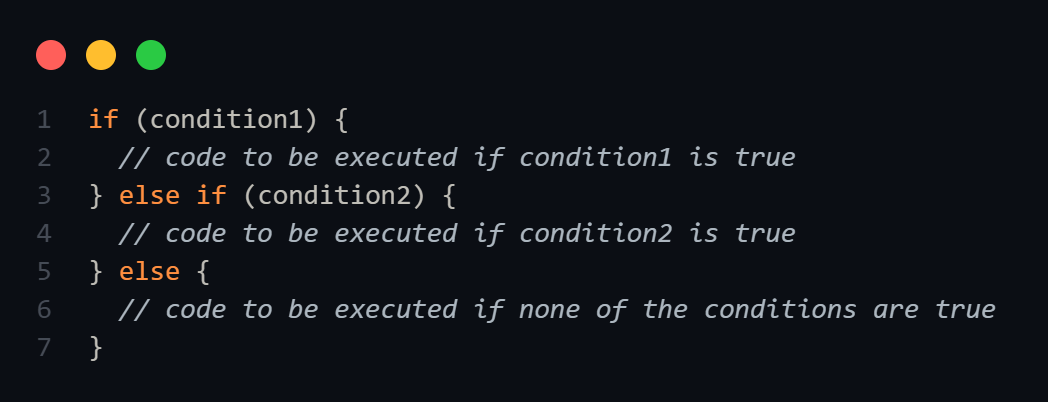 1 if (condition1) {
2   // code to be executed if condition1 is true
3 } else if (condition2) {
4   // code to be executed if condition2 is true
5 } else {
6   // code to be executed if none of the conditions are true
7 }